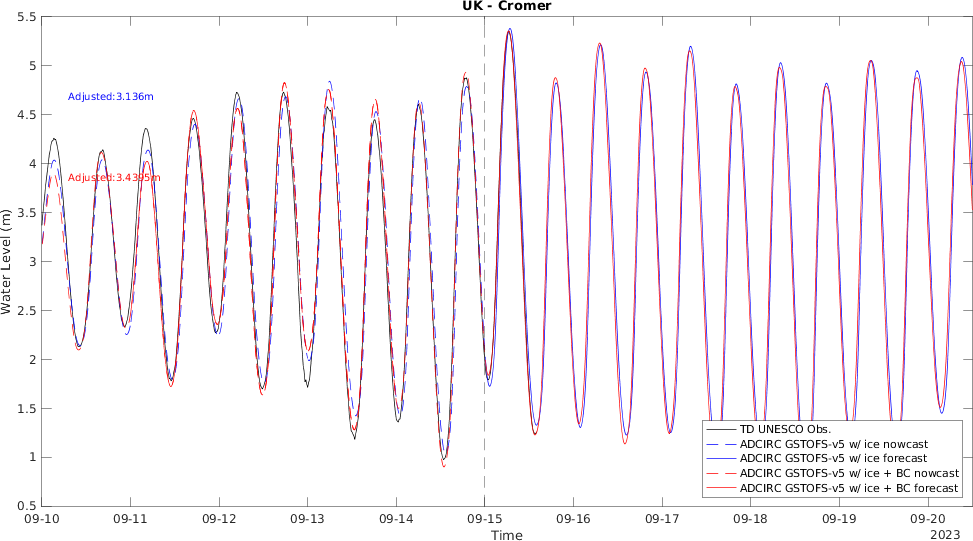 UK - Cromer
5.5
5
4.5
4
3.5
3
2.5
2
1.5
1
0.5
Water Level (m)
Adjusted:3.136m
Adjusted:3.4395m
TD UNESCO Obs.
ADCIRC GSTOFS-v5 w/ ice nowcast
ADCIRC GSTOFS-v5 w/ ice forecast
ADCIRC GSTOFS-v5 w/ ice + BC nowcast
ADCIRC GSTOFS-v5 w/ ice + BC forecast
09-10 09-11 09-12 09-13 09-14 09-15 09-16 09-17 09-18 09-19 09-20
Time
2023